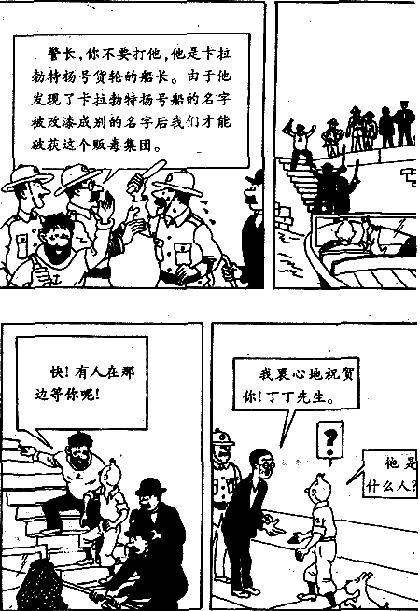 警长,你不要打他,他是卡拉
勃特扬号货轮的船长。由于他
发现了卡拉勃特扬号船的名字
被改漆成别的名字后我们才能
破获这个贩毒集团。
快!有人在那
边等你呢!
我衷心地祝贺
你!丁丁先生。
?
他是
什么人?